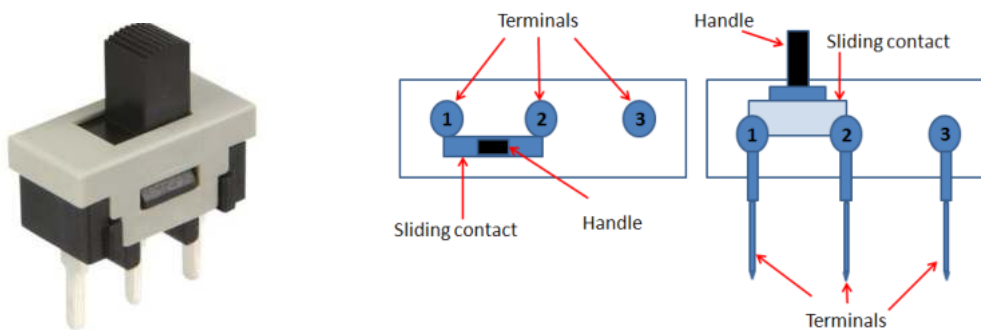 Terminals
1
2
3
Sliding contact
Handle
Handle
Sliding contact
1
2
3
Terminals